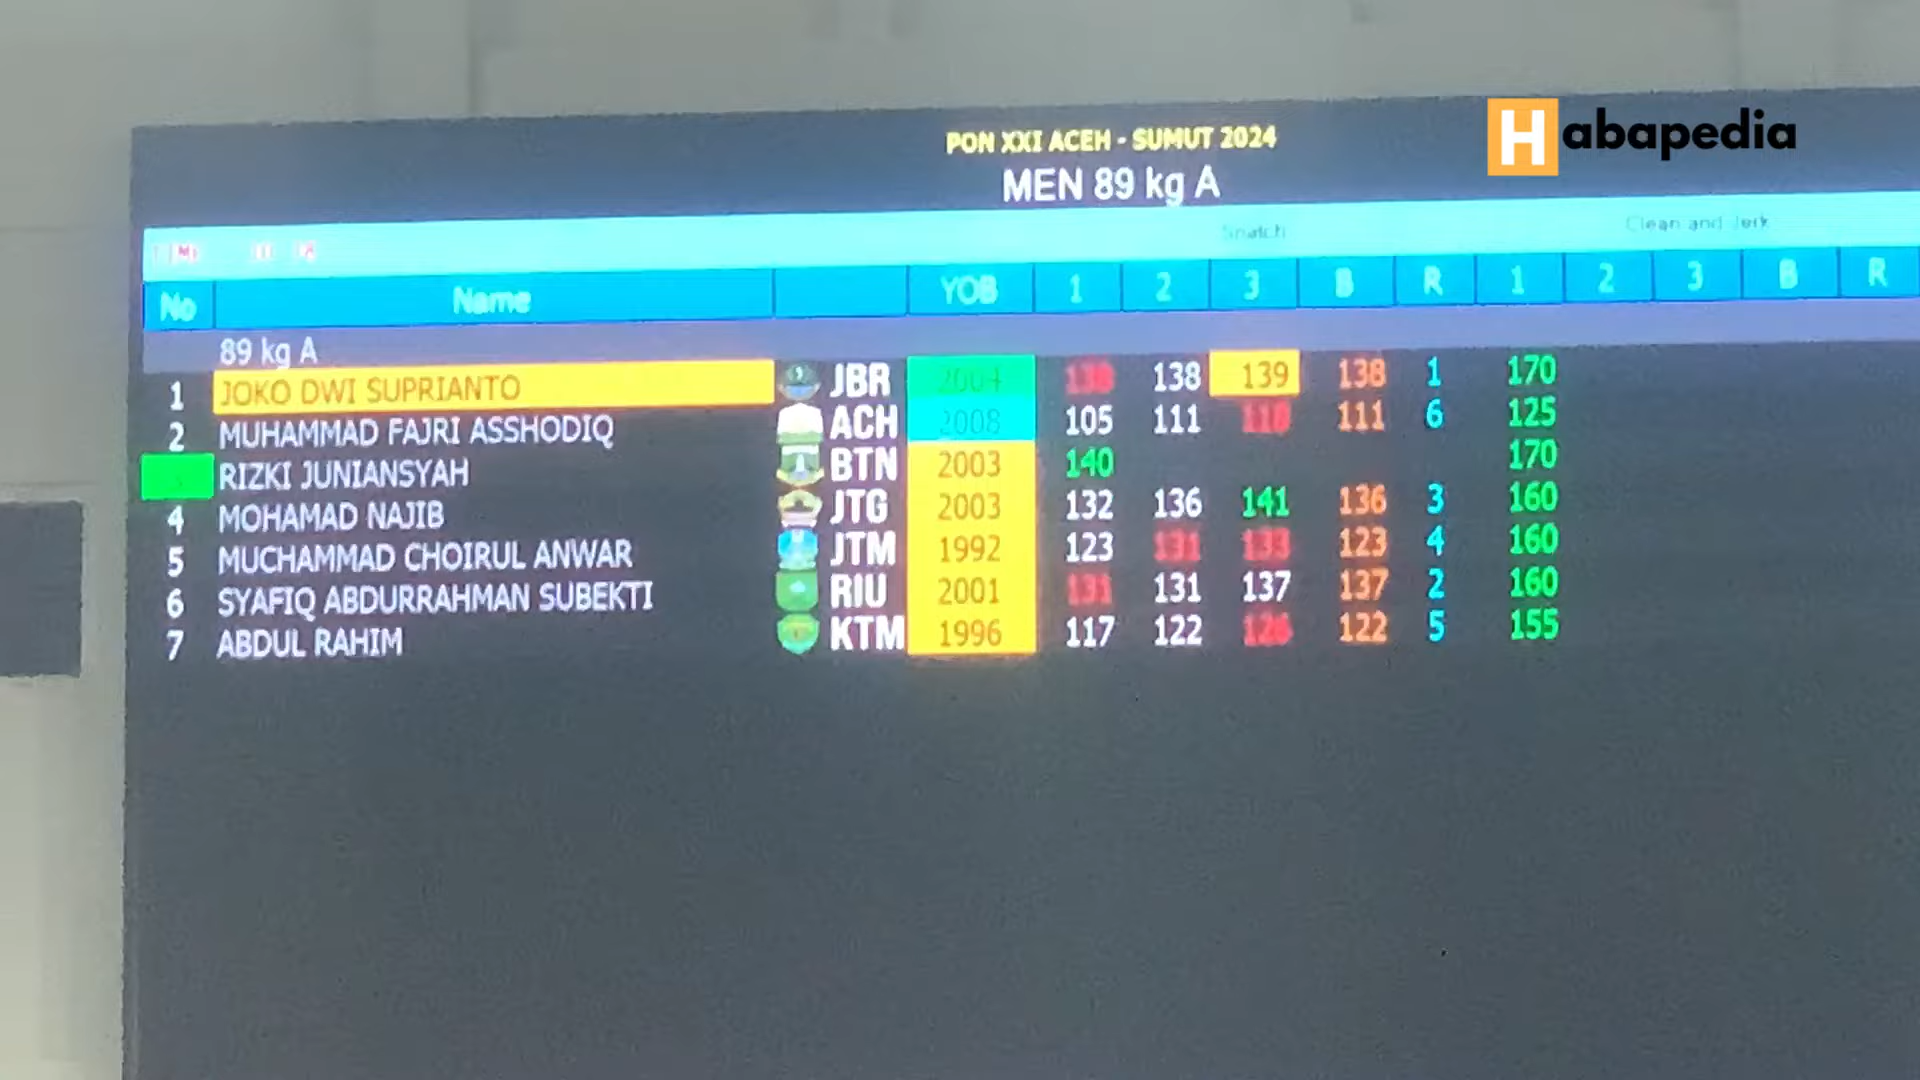 Habapedia
PON XXI ACEH - SUMUT 2024
MEN 89 kg A
Snatch Clean and Jerk
No Name YOB 1 2 3 B R 1 2 3 B R
89 kg A
1 JOKO DWI SUPRIANTO JBR 2004 138 139 138 1 170
2 MUHAMMAD FAJRI ASSHODIQ ACH 2008 105 111 111 6 125
RIZKI JUNIANSYAH BTN 2003 140 170
4 MOHAMAD NAJIB JTG 2003 132 136 141 136 3 160
5 MUCHAMMAD CHOIRUL ANWAR JTM 1992 123 131 133 123 4 160
6 SYAFIQ ABDURRAHMAN SUBEKTI RIU 2001 131 131 137 137 2 160
7 ABDUL RAHIM KTM 1996 117 122 126 122 5 155